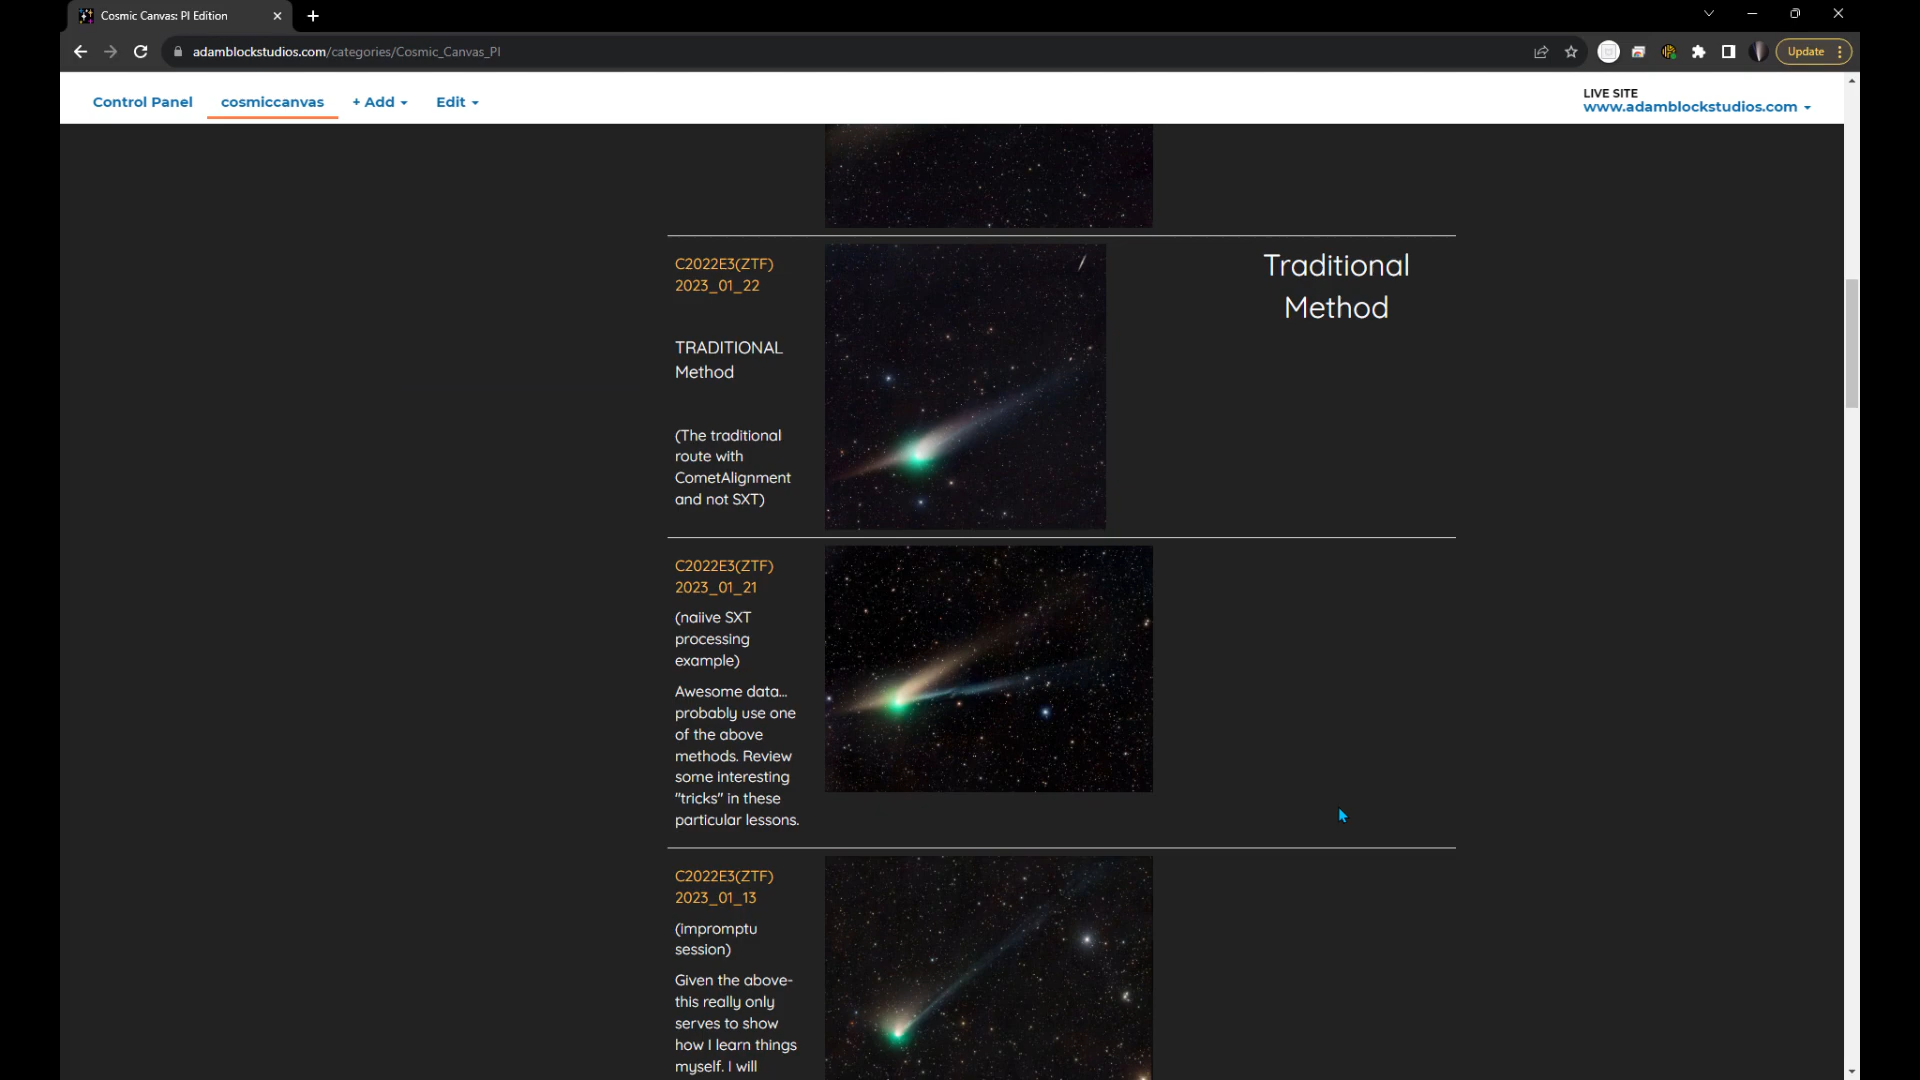 Cosmic Canvas: PI Edition
adamblockstudios.com/categories/Cosmic_Canvas_PI
Update
Control Panel
cosmiccanvas
+ Add
Edit
LIVE SITE
www.adamblockstudios.com
C2022E3(ZTF)
2023_01_22
TRADITIONAL
Method
(The traditional
route with
CometAlignment
and not SXT)
Traditional
Method
C2022E3(ZTF)
2023_01_21
(naiive SXT
processing
example)
Awesome data...
probably use one
of the above
methods. Review
some interesting
"tricks" in these
particular lessons.
C2022E3(ZTF)
2023_01_13
(impromptu
session)
Given the above-
this really only
serves to show
how I learn things
myself. I will